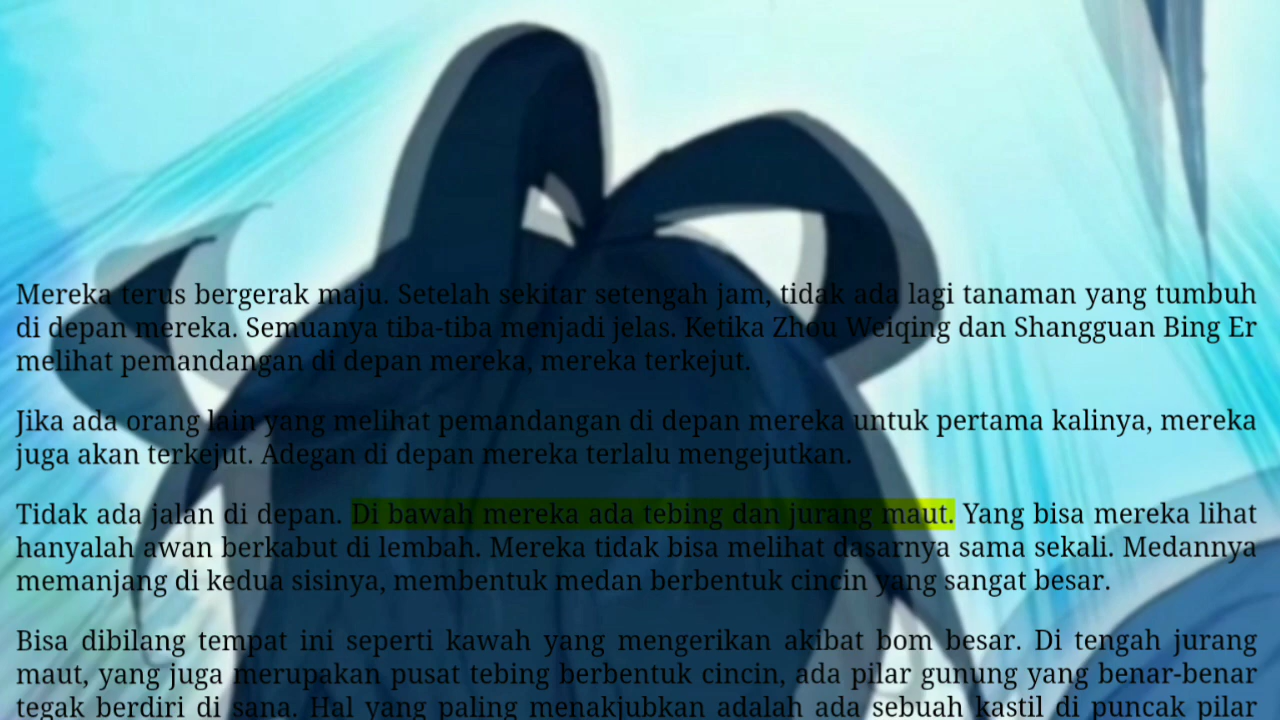 Mereka terus bergerak maju. Setelah sekitar setengah jam, tidak ada lagi tanaman yang tumbuh
di depan mereka. Semuanya tiba-tiba menjadi jelas. Ketika Zhou Weiqing dan Shangguan Bing Er
melihat pemandangan di depan mereka, mereka terkejut.
Jika ada orang lain yang melihat pemandangan di depan mereka untuk pertama kalinya, mereka
juga akan terkejut. Adegan di depan mereka terlalu mengejutkan.
Tidak ada jalan di depan. Di bawah mereka ada tebing dan jurang maut. Yang bisa mereka lihat
hanyalah awan berkabut di lembah. Mereka tidak bisa melihat dasarnya sama sekali. Medannya
memanjang di kedua sisinya, membentuk medan berbentuk cincin yang sangat besar.
Bisa dibilang tempat ini seperti kawah yang mengerikan akibat bom besar. Di tengah jurang
maut, yang juga merupakan pusat tebing berbentuk cincin, ada pilar gunung yang benar-benar
tegak berdiri di sana. Hal yang paling menakjubkan adalah ada sebuah kastil di puncak pilar